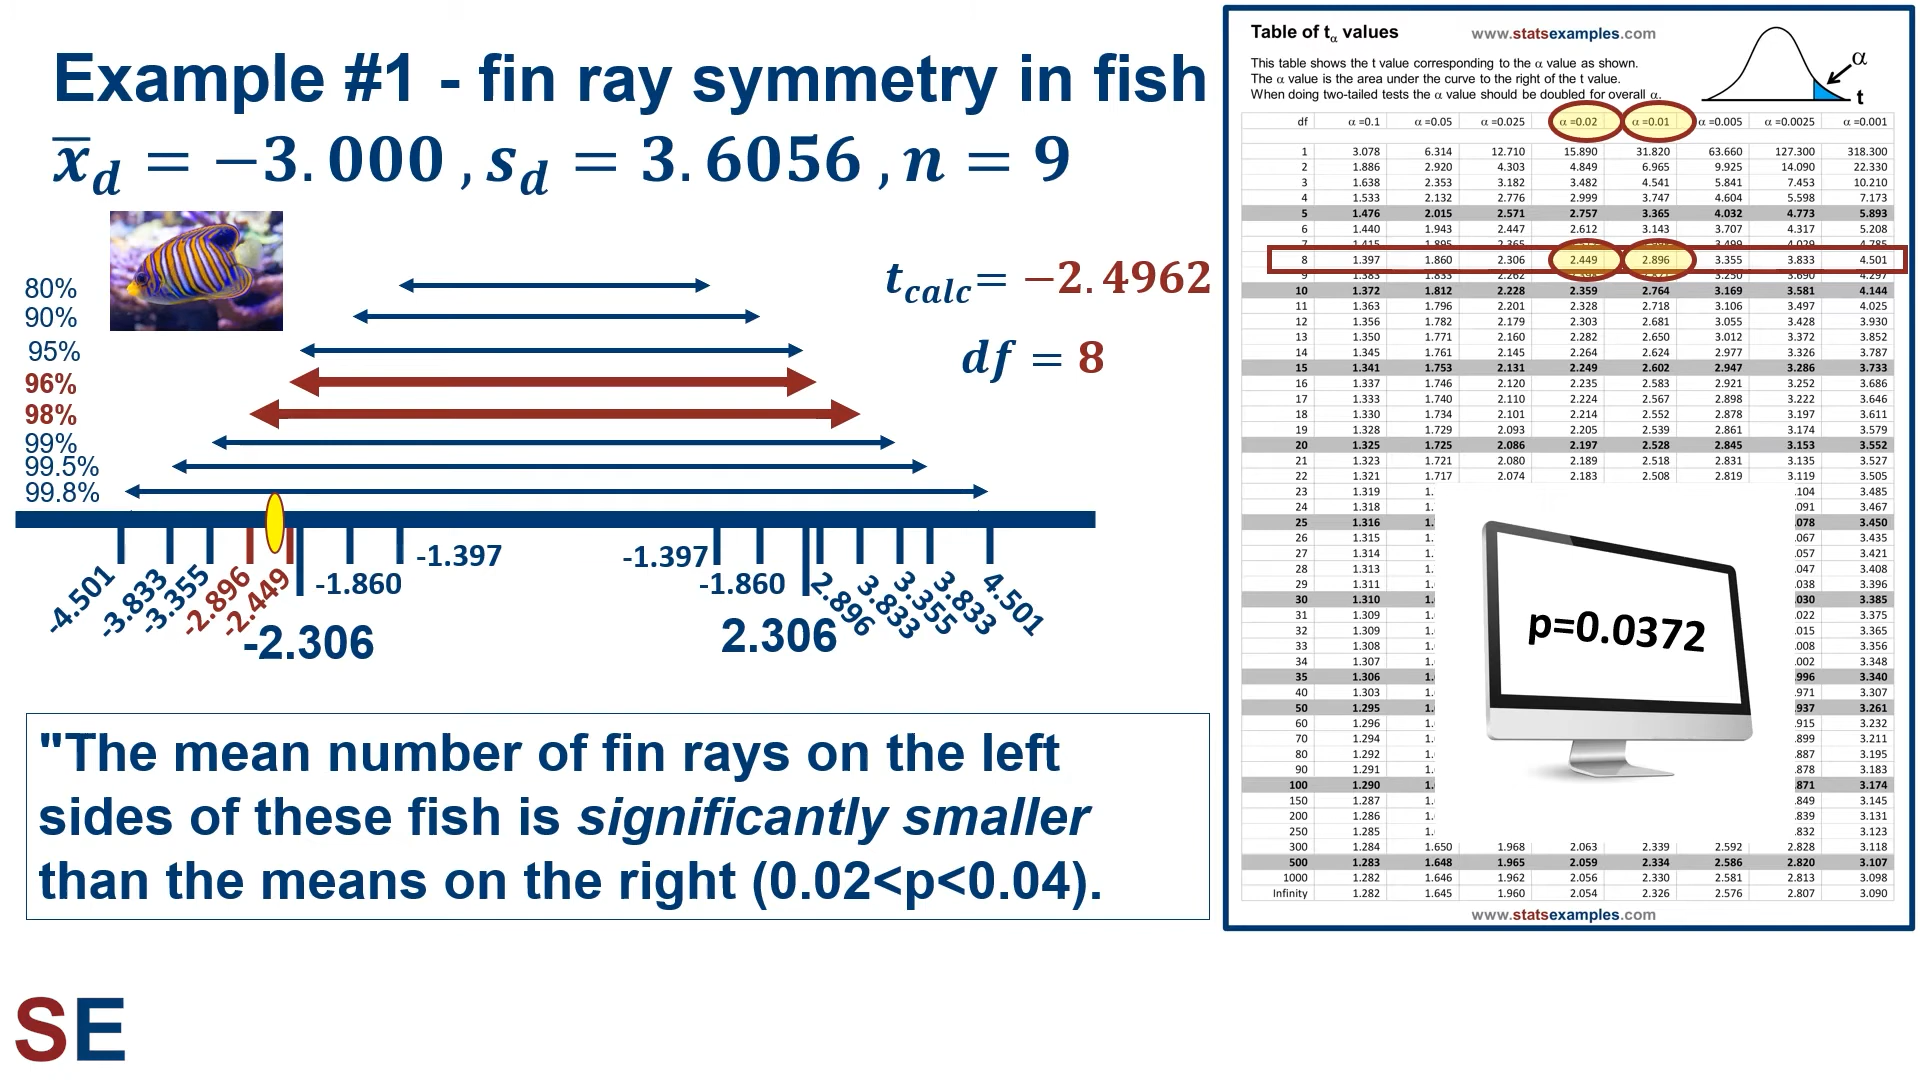 Example #1 - fin ray symmetry in fish
x̄d = −3.000 , sd = 3.6056 , n = 9
tcalc= −2.4962
df = 8
80%
90%
95%
96%
98%
99%
99.5%
99.8%
-4.501 -3.833 -3.355 -2.896 -2.449 -1.860 -1.397 -1.397 -1.860 2.896 3.833 3.355 3.833 4.501
-2.306 2.306
"The mean number of fin rays on the left
sides of these fish is significantly smaller
than the means on the right (0.02<p<0.04).
SE
Table of tα values www.statsexamples.com
This table shows the t value corresponding to the α value as shown.
The α value is the area under the curve to the right of the t value.
When doing two-tailed tests the α value should be doubled for overall α.
α
t
df α =0.1 α =0.05 α =0.025 α =0.02 α =0.01 α =0.005 α =0.0025 α =0.001
1 3.078 6.314 12.710 15.890 31.820 63.660 127.300 318.300
2 1.886 2.920 4.303 4.849 6.965 9.925 14.090 22.330
3 1.638 2.353 3.182 3.482 4.541 5.841 7.453 10.210
4 1.533 2.132 2.776 2.999 3.747 4.604 5.598 7.173
5 1.476 2.015 2.571 2.757 3.365 4.032 4.773 5.893
6 1.440 1.943 2.447 2.612 3.143 3.707 4.317 5.208
7 1.415 1.895 2.365 3.499 4.029 4.785
8 1.397 1.860 2.306 2.449 2.896 3.355 3.833 4.501
9 1.383 1.833 2.262 3.250 3.690 4.297
10 1.372 1.812 2.228 2.359 2.764 3.169 3.581 4.144
11 1.363 1.796 2.201 2.328 2.718 3.106 3.497 4.025
12 1.356 1.782 2.179 2.303 2.681 3.055 3.428 3.930
13 1.350 1.771 2.160 2.282 2.650 3.012 3.372 3.852
14 1.345 1.761 2.145 2.264 2.624 2.977 3.326 3.787
15 1.341 1.753 2.131 2.249 2.602 2.947 3.286 3.733
16 1.337 1.746 2.120 2.235 2.583 2.921 3.252 3.686
17 1.333 1.740 2.110 2.224 2.567 2.898 3.222 3.646
18 1.330 1.734 2.101 2.214 2.552 2.878 3.197 3.611
19 1.328 1.729 2.093 2.205 2.539 2.861 3.174 3.579
20 1.325 1.725 2.086 2.197 2.528 2.845 3.153 3.552
21 1.323 1.721 2.080 2.189 2.518 2.831 3.135 3.527
22 1.321 1.717 2.074 2.183 2.508 2.819 3.119 3.505
23 1.319 1. .104 3.485
24 1.318 1. .091 3.467
25 1.316 1. .078 3.450
26 1.315 1. .067 3.435
27 1.314 1. .057 3.421
28 1.313 1. .047 3.408
29 1.311 1. .038 3.396
30 1.310 1. .030 3.385
31 1.309 1. .022 3.375
32 1.309 1. .015 3.365
33 1.308 1. .008 3.356
34 1.307 1. .002 3.348
35 1.306 1. .996 3.340
40 1.303 1. .971 3.307
50 1.295 1. .937 3.261
60 1.296 1. .915 3.232
70 1.294 1. .899 3.211
80 1.292 1. .887 3.195
90 1.291 1. .878 3.183
100 1.290 1. .871 3.174
150 1.287 1. .849 3.145
200 1.286 1. .839 3.131
250 1.285 1. .832 3.123
300 1.284 1.650 1.968 2.063 2.339 2.592 2.828 3.118
500 1.283 1.648 1.965 2.059 2.334 2.586 2.820 3.107
1000 1.282 1.646 1.962 2.056 2.330 2.581 2.813 3.098
Infinity 1.282 1.645 1.960 2.054 2.326 2.576 2.807 3.090
p=0.0372
www.statsexamples.com